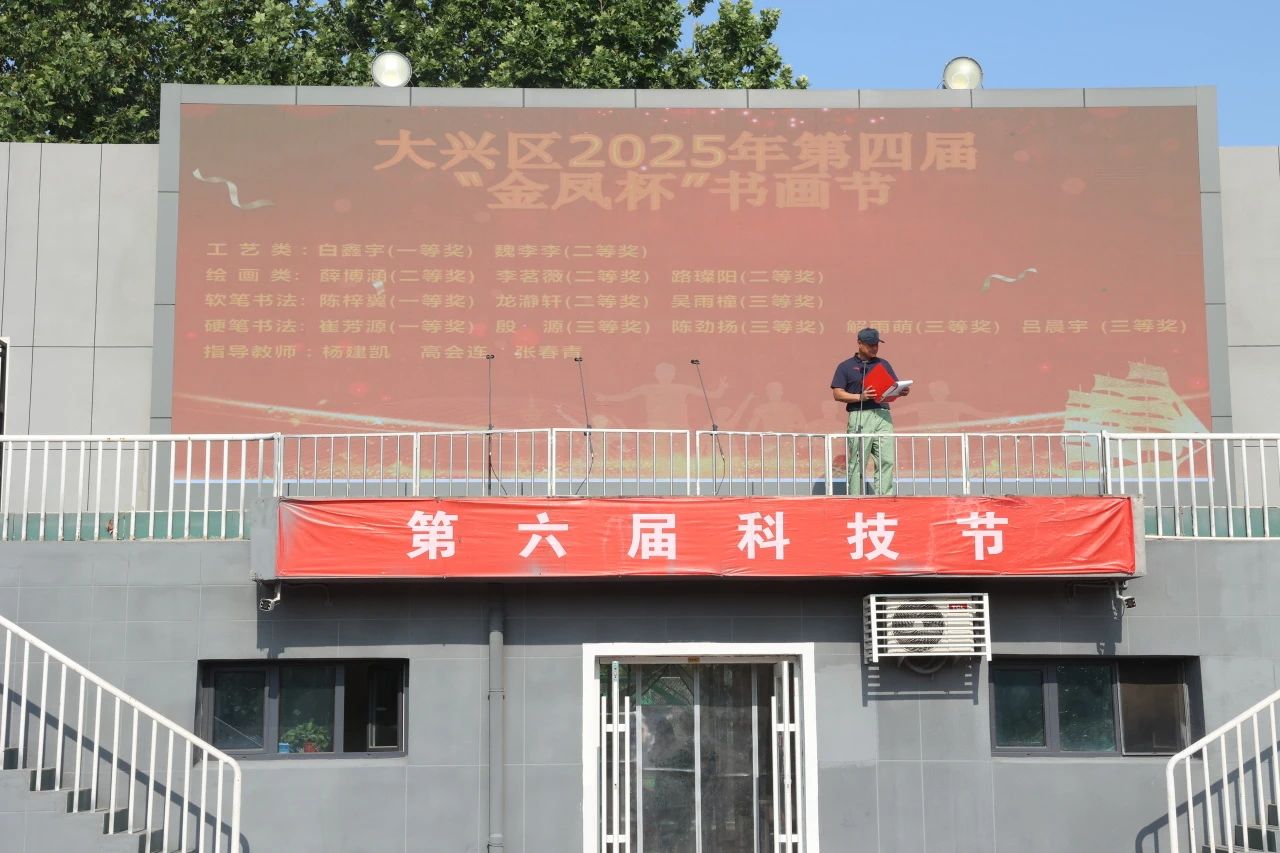 大兴区2025年第四届
“金凤杯”书画节
工艺类：白鑫宇(一等奖) 魏李李(二等奖)
绘画类：薛博涵(二等奖) 李茗薇(二等奖) 路璨阳(二等奖)
软笔书法：陈梓冀(一等奖) 龙瀞轩(二等奖) 吴雨橦(三等奖)
硬笔书法：崔芳源(一等奖) 殷 源(三等奖) 陈劲扬(三等奖) 解雨萌(三等奖) 吕晨宇（三等奖）
指导教师：杨建凯 高会连 张春青
第六届科技节
TCL